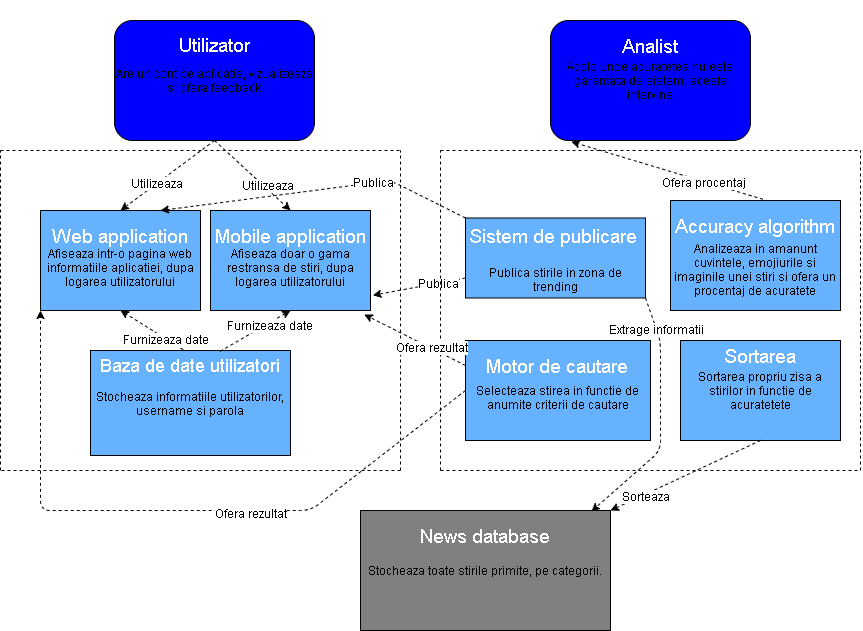 Utilizator
Are un cont pe aplicatie, vizualizeaza
si ofera feedback.
Analist
Acolo unde acuratetea nu este
garantata de sistem, acesta
intervine
Utilizeaza
Utilizeaza
Publica
Ofera procentaj
Web application
Afiseaza intr-o pagina web
informatiile aplicatiei, dupa
logarea utilizatorului
Mobile application
Afiseaza doar o gama
restransa de stiri, dupa
logarea utilizatorului
Sistem de publicare
Publica stirile in zona de
trending
Accuracy algorithm
Analizeaza in amanunt
cuvintele, emojiurile si
imaginile unei stiri si ofera un
procentaj de acuratete
Publica
Furnizeaza date
Furnizeaza date
Extrage informatii
Ofera rezultat
Baza de date utilizatori
Stocheaza informatiile utilizatorilor,
username si parola
Motor de cautare
Selecteaza stirea in functie de
anumite criterii de cautare
Sortarea
Sortarea propriu zisa a
stirilor in functie de
acuratetete
Sorteaza
Ofera rezultat
News database
Stocheaza toate stirile primite, pe categorii.